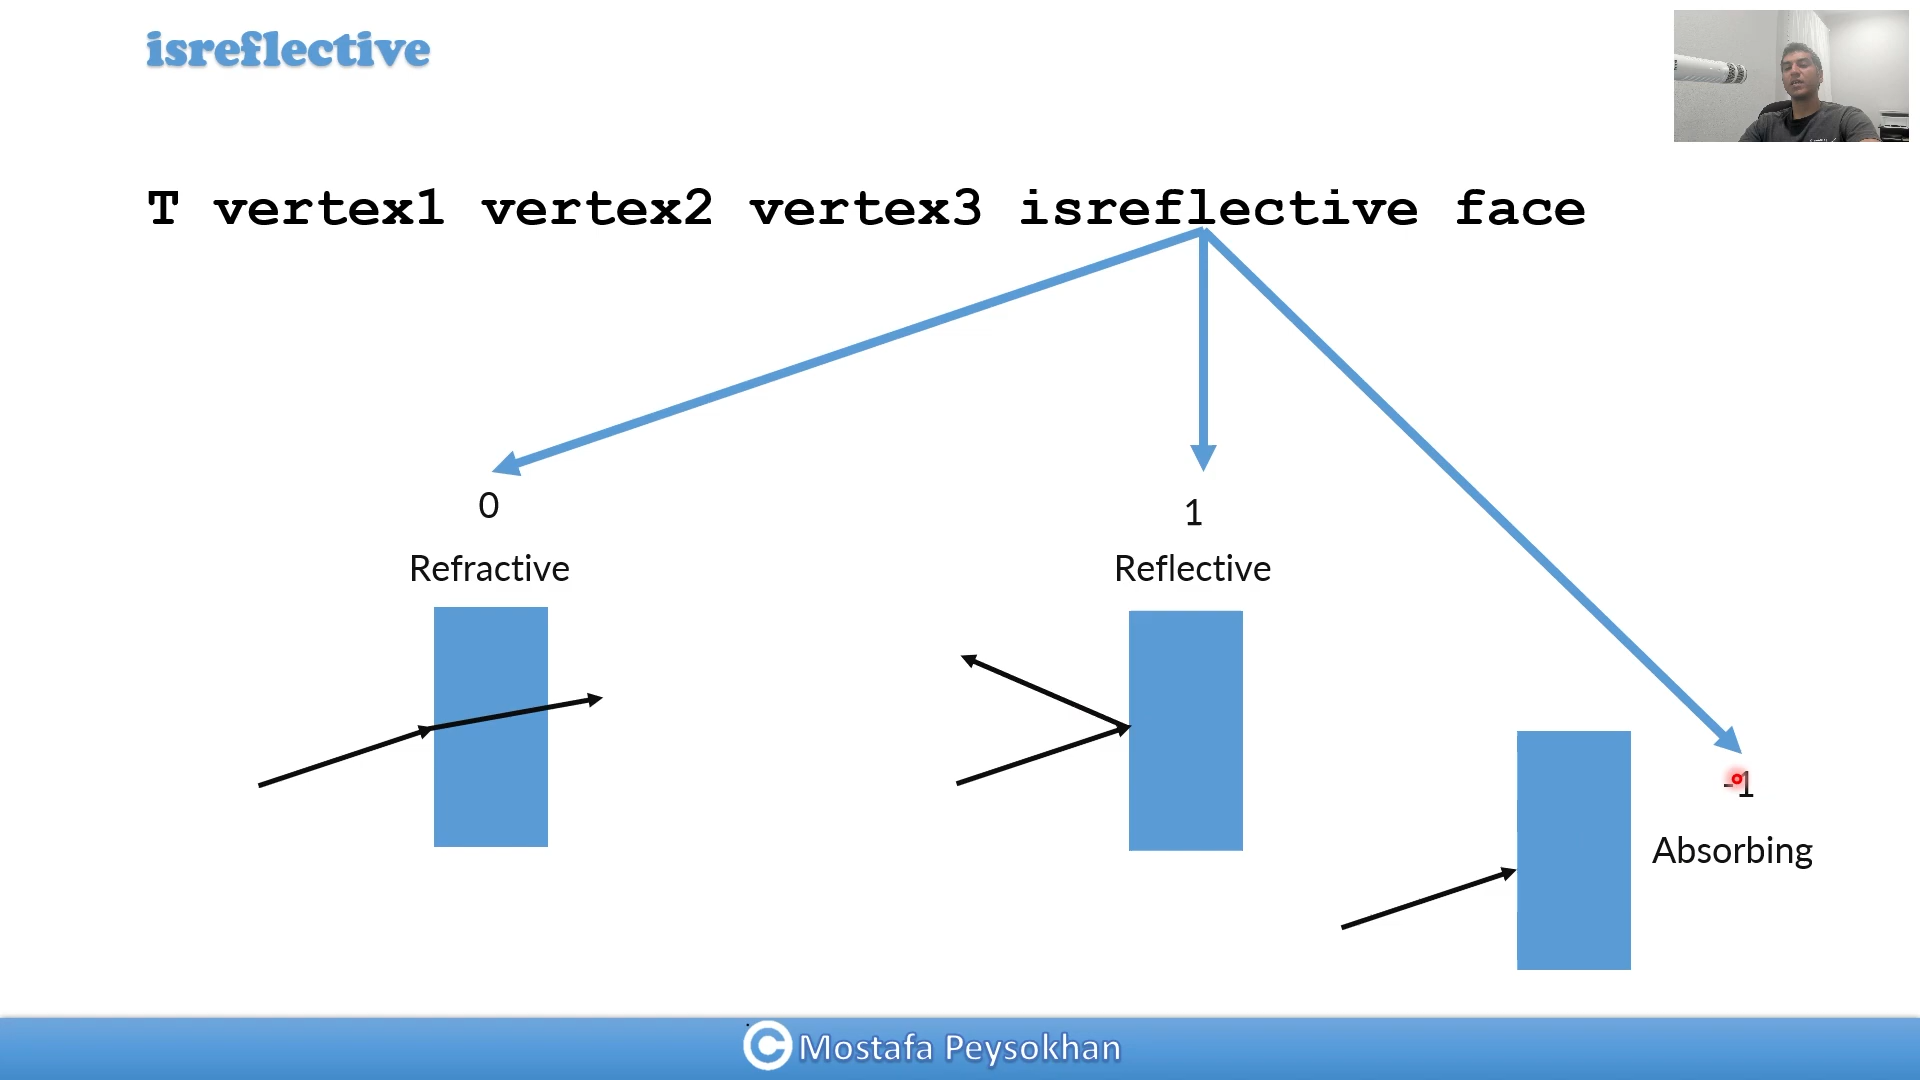 isreflective
T vertex1 vertex2 vertex3 isreflective face
0
Refractive
1
Reflective
-1
Absorbing
© Mostafa Peysokhan